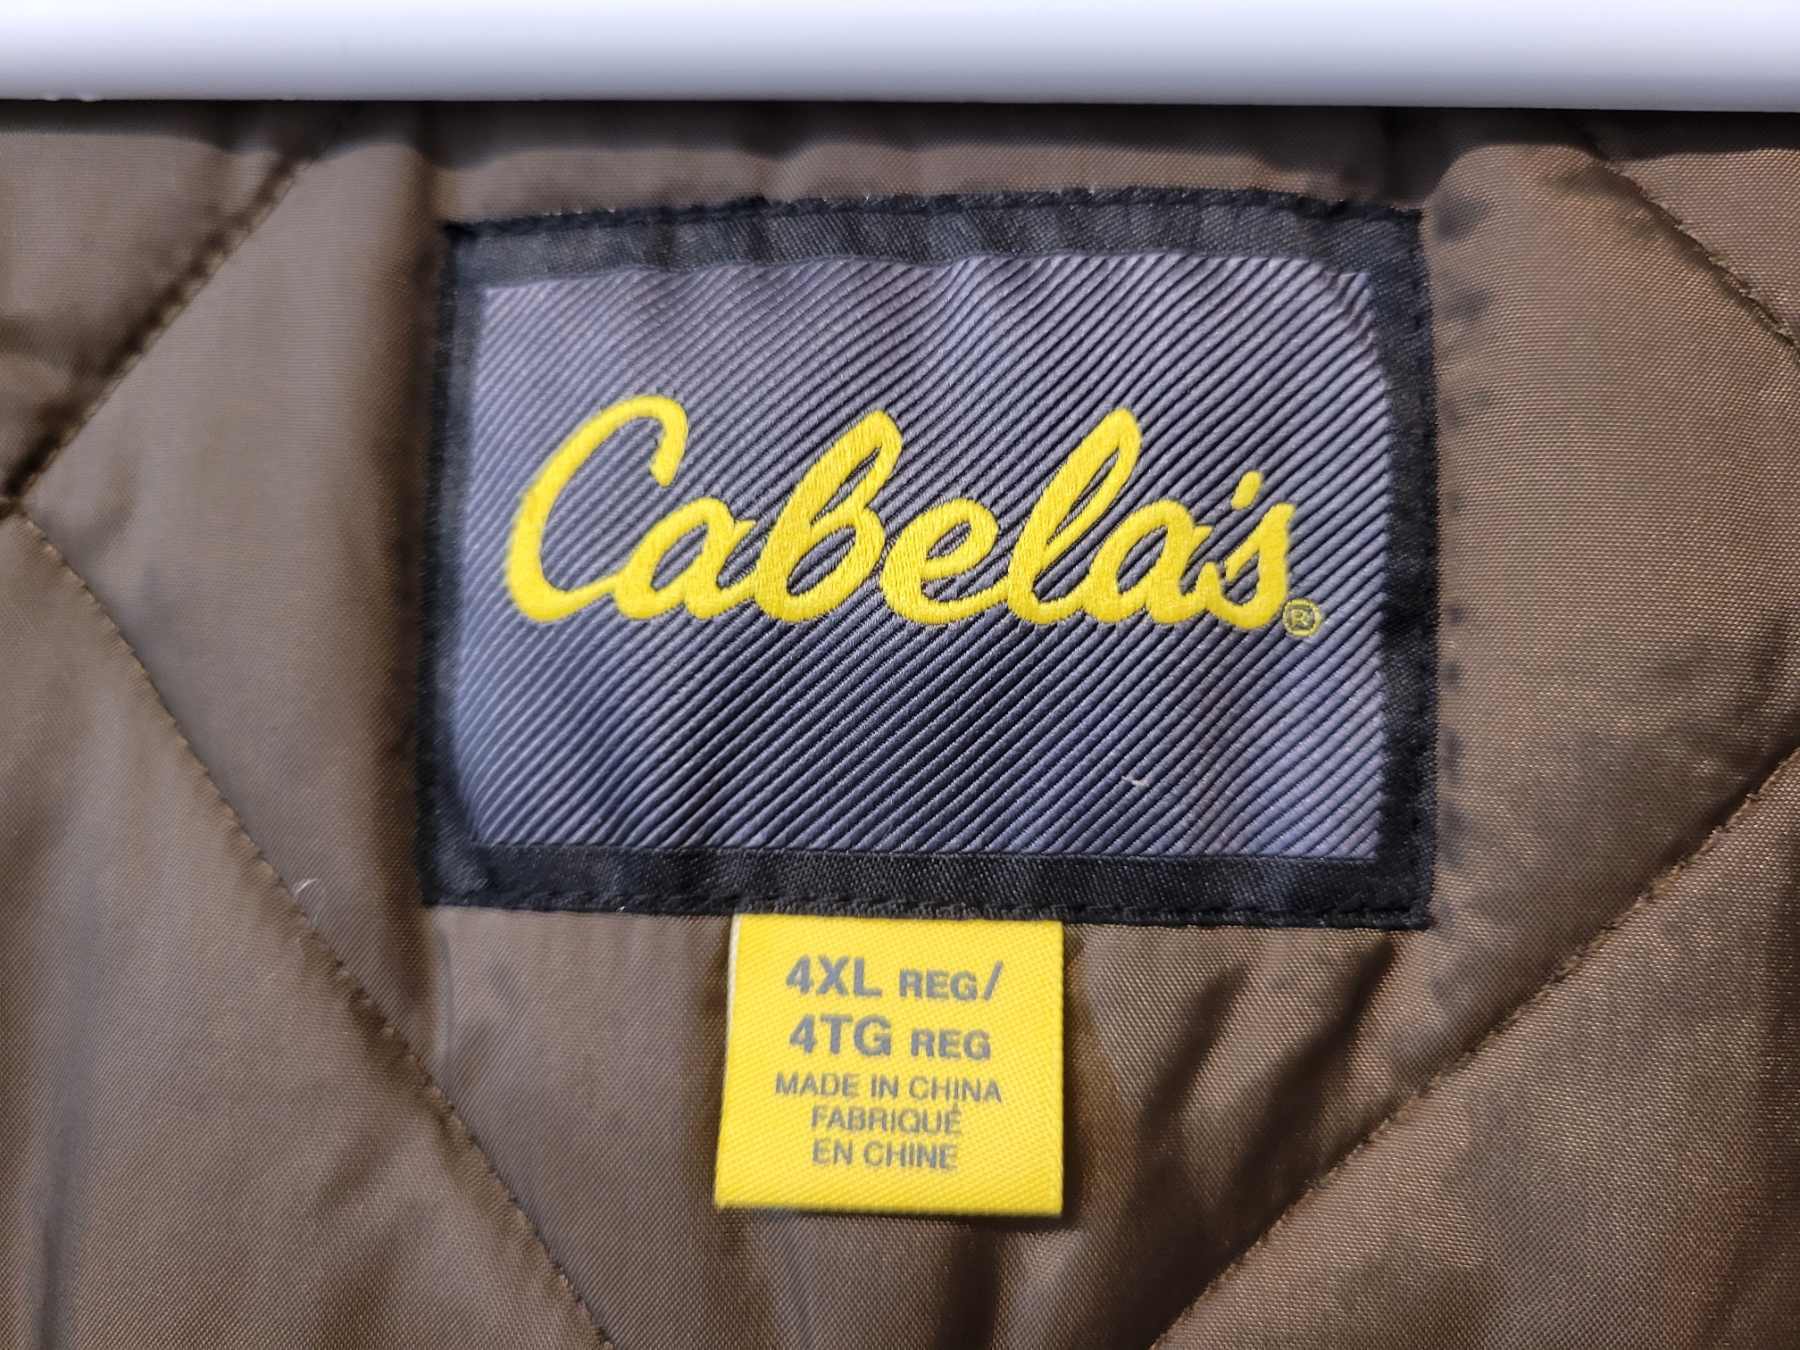 Cabela's®
4XL REG/
4TG REG
MADE IN CHINA
FABRIQUÉ
EN CHINE